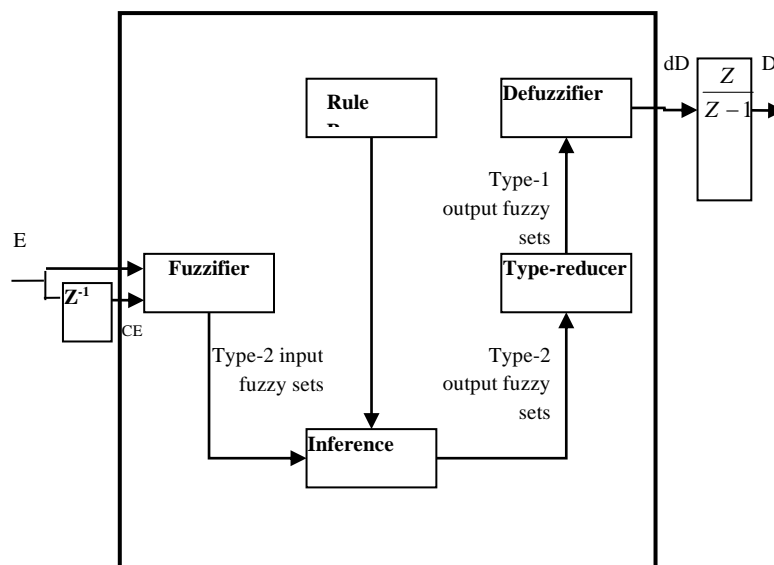 dD
D
Z
Z – 1
Rule
Defuzzifier
Type-1
output fuzzy
sets
E
Fuzzifier
Type-reducer
Z-1
CE
Type-2 input
fuzzy sets
Type-2
output fuzzy
sets
Inference